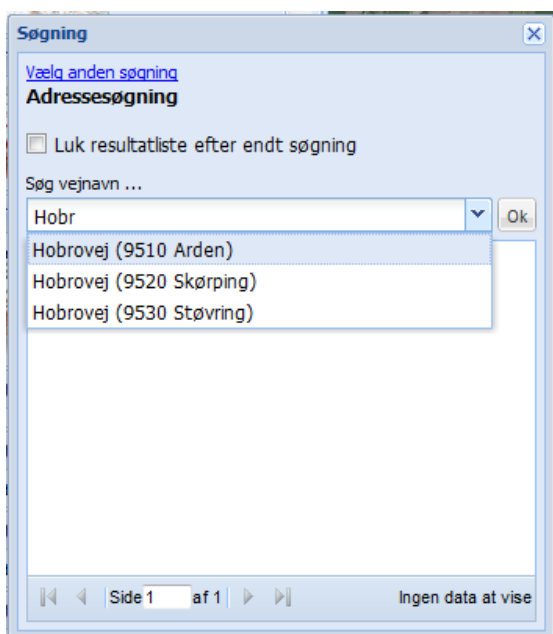 Søgning
Vælg anden søgning
Adressesøgning
Luk resultatliste efter endt søgning
Søg vejnavn ...
Hobr Ok
Hobrovej (9510 Arden)
Hobrovej (9520 Skørping)
Hobrovej (9530 Støvring)
Side 1 af 1 Ingen data at vise